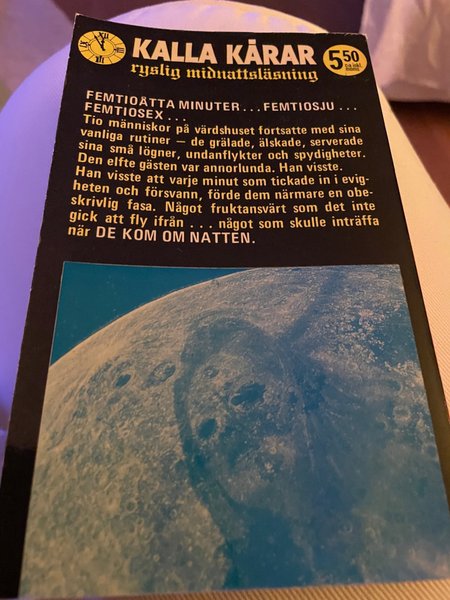 KALLA KÅRAR
ryslig midnattsläsning
5 50
FEMTIOÅTTA MINUTER... FEMTIOSJU...
FEMTIOSEX...
Tio människor på värdshuset fortsatte med sina
vanliga rutiner — de grälade, älskade, serverade
sina små lögner, undanflykter och spydigheter.
Den elfte gästen var annorlunda. Han visste.
Han visste att varje minut som tickade in i evig-
heten och försvann, förde dem närmare en obe-
skrivlig fasa. Något fruktansvärt som det inte
gick att fly ifrån... något som skulle inträffa
när DE KOM OM NATTEN.